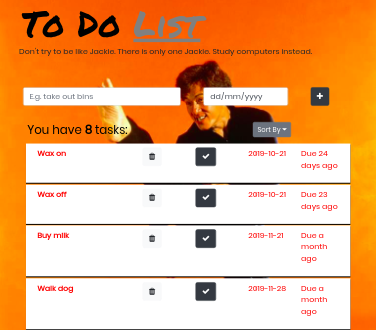 To Do List
Don't try to be like Jackie. There is only one Jackie. Study computers instead.
E.g. take out bins
dd/mm/yyyy
You have 8 tasks:
Sort By
Wax on 2019-10-21 Due 24
days ago
Wax off 2019-10-21 Due 23
days ago
Buy milk 2019-11-21 Due a
month
ago
Walk dog 2019-11-28 Due a
month
ago